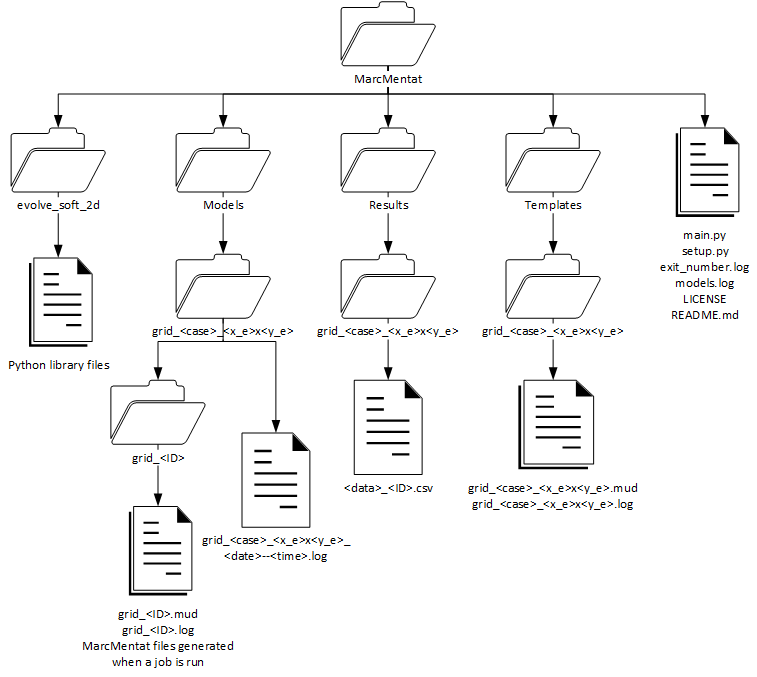 MarcMentat
evolve_soft_2d
Models
Results
Templates
main.py
setup.py
exit_number.log
models.log
LICENSE
README.md
Python library files
grid_<case>_<x_e>x<y_e>
grid_<case>_<x_e>x<y_e>
grid_<case>_<x_e>x<y_e>
grid_<ID>
grid_<case>_<x_e>x<y_e>_
<date>--<time>.log
<data>_<ID>.csv
grid_<case>_<x_e>x<y_e>.mud
grid_<case>_<x_e>x<y_e>.log
grid_<ID>.mud
grid_<ID>.log
MarcMentat files generated
when a job is run